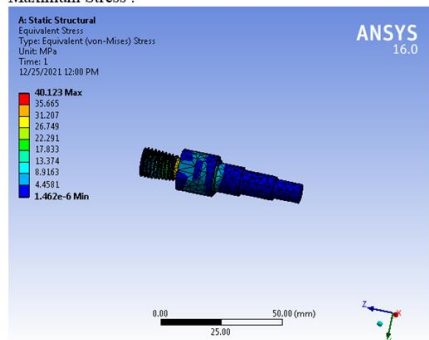 Maximum Stress :
A: Static Structural
Equivalent Stress
Type: Equivalent (von-Mises) Stress
Unit: MPa
Time: 1
12/25/2021 12:00 PM
ANSYS
16.0
40.123 Max
35.665
31.207
26.749
22.291
17.833
13.374
8.9163
4.4581
1.462e-6 Min
0.00
50.00 (mm)
25.00
Z
X